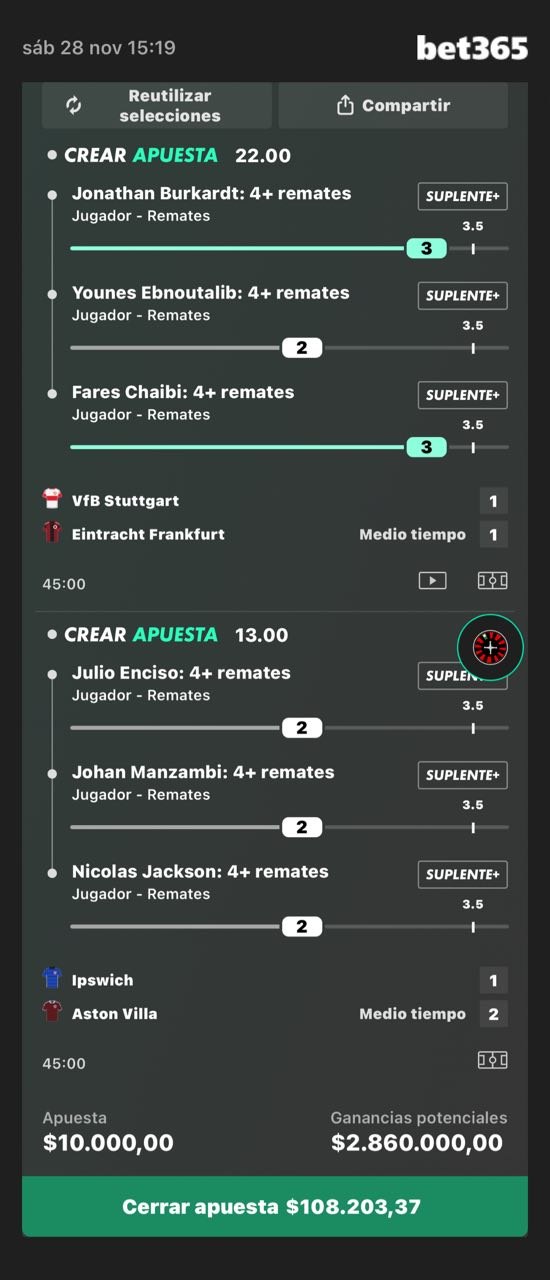 sáb 28 nov 15:19
bet365
Reutilizar
selecciones
Compartir
CREAR APUESTA 22.00
Jonathan Burkardt: 4+ remates
SUPLENTE+
Jugador - Remates
3.5
3
Younes Ebnoutalib: 4+ remates
SUPLENTE+
Jugador - Remates
3.5
2
Fares Chaibi: 4+ remates
SUPLENTE+
Jugador - Remates
3.5
3
VfB Stuttgart 1
Eintracht Frankfurt Medio tiempo 1
45:00
CREAR APUESTA 13.00
Julio Enciso: 4+ remates
Jugador - Remates
3.5
2
Johan Manzambi: 4+ remates
SUPLENTE+
Jugador - Remates
3.5
2
Nicolas Jackson: 4+ remates
SUPLENTE+
Jugador - Remates
3.5
2
Ipswich 1
Aston Villa Medio tiempo 2
45:00
Apuesta Ganancias potenciales
$10.000,00 $2.860.000,00
Cerrar apuesta $108.203,37